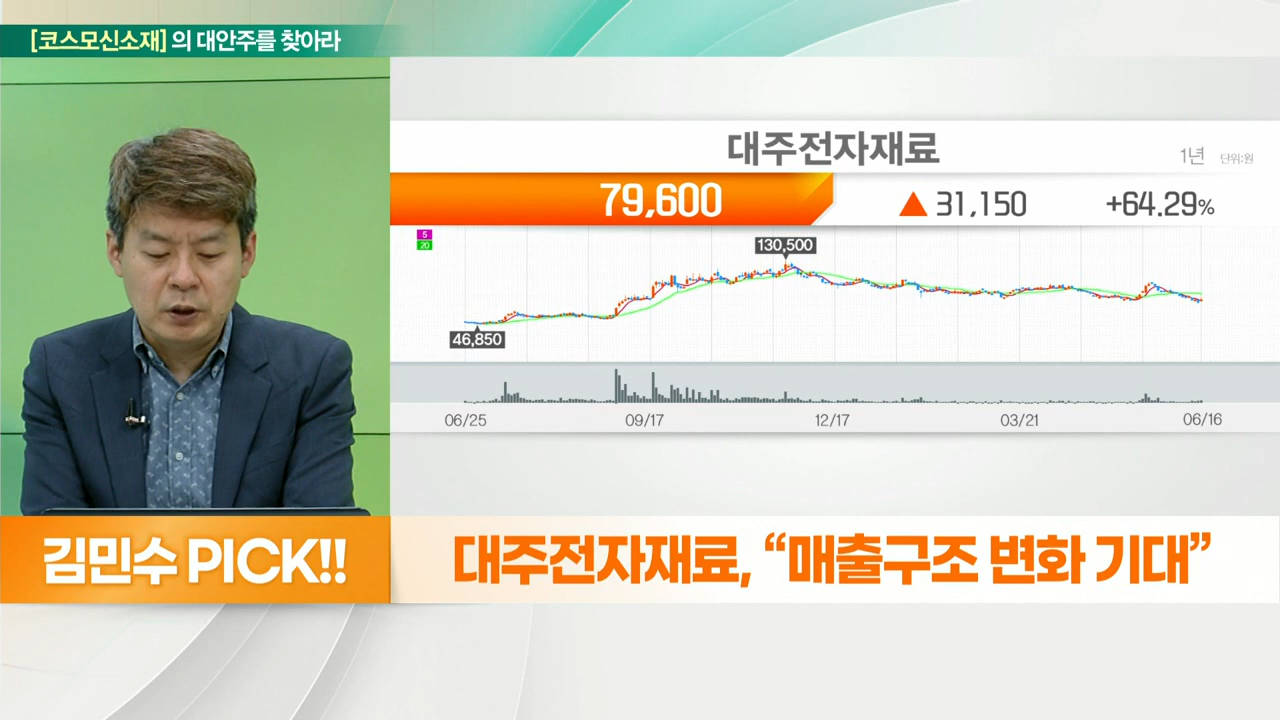 [코스모신소재] 의 대안주를 찾아라
대주전자재료
1년 단위:원
79,600 ▲ 31,150 +64.29%
5
20
130,500
46,850
06/25 09/17 12/17 03/21 06/16
김민수 PICK!!
대주전자재료, “매출구조 변화 기대”